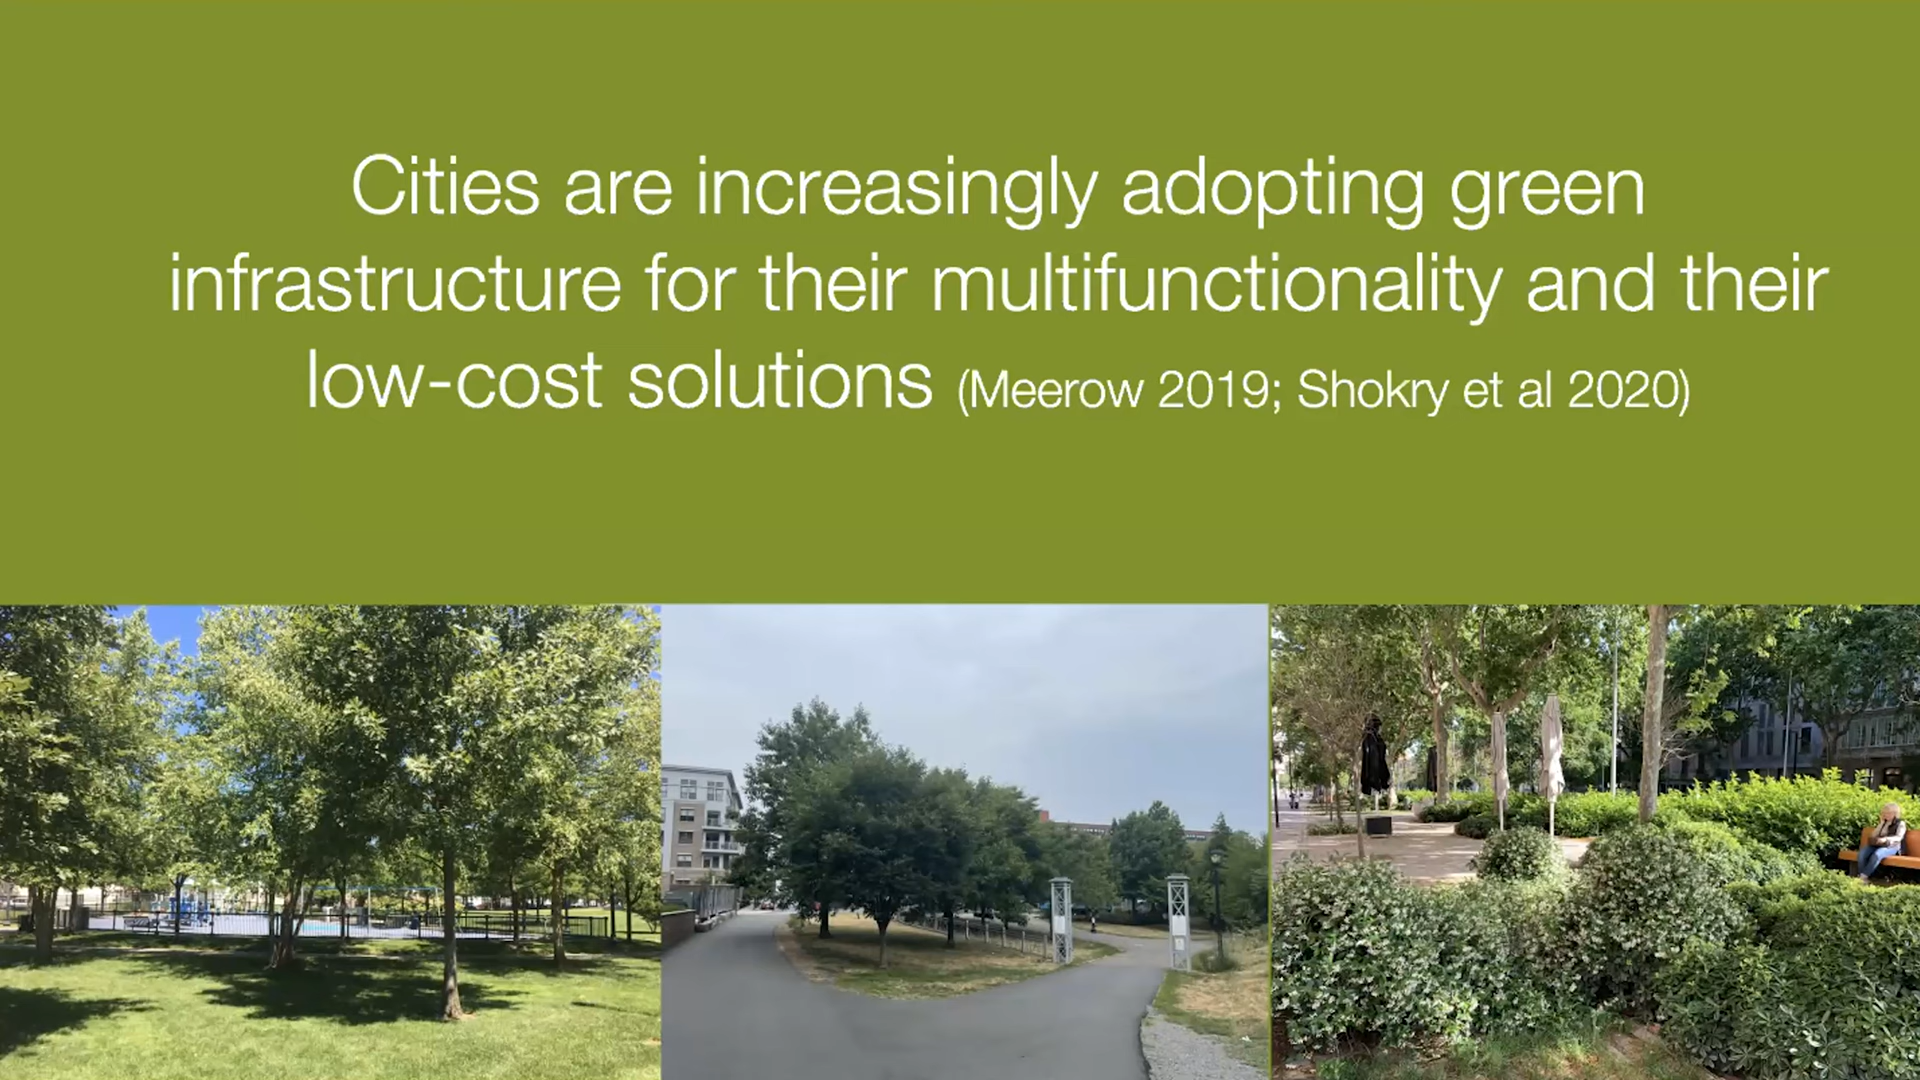 Cities are increasingly adopting green
infrastructure for their multifunctionality and their
low-cost solutions (Meerow 2019; Shokry et al 2020)